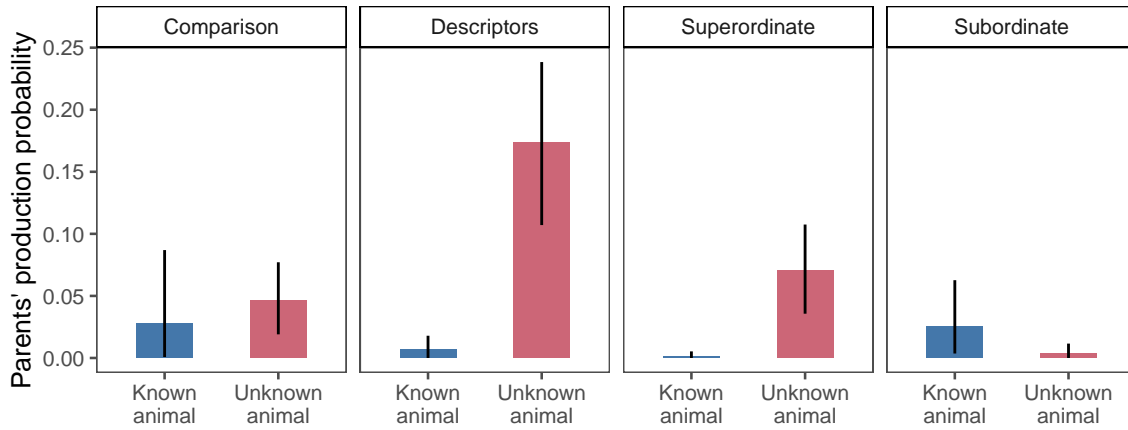 Comparison
Descriptors
Superordinate
Subordinate
Parents' production probability
0.25
0.20
0.15
0.10
0.05
0.00
Known
animal
Unknown
animal
Known
animal
Unknown
animal
Known
animal
Unknown
animal
Known
animal
Unknown
animal